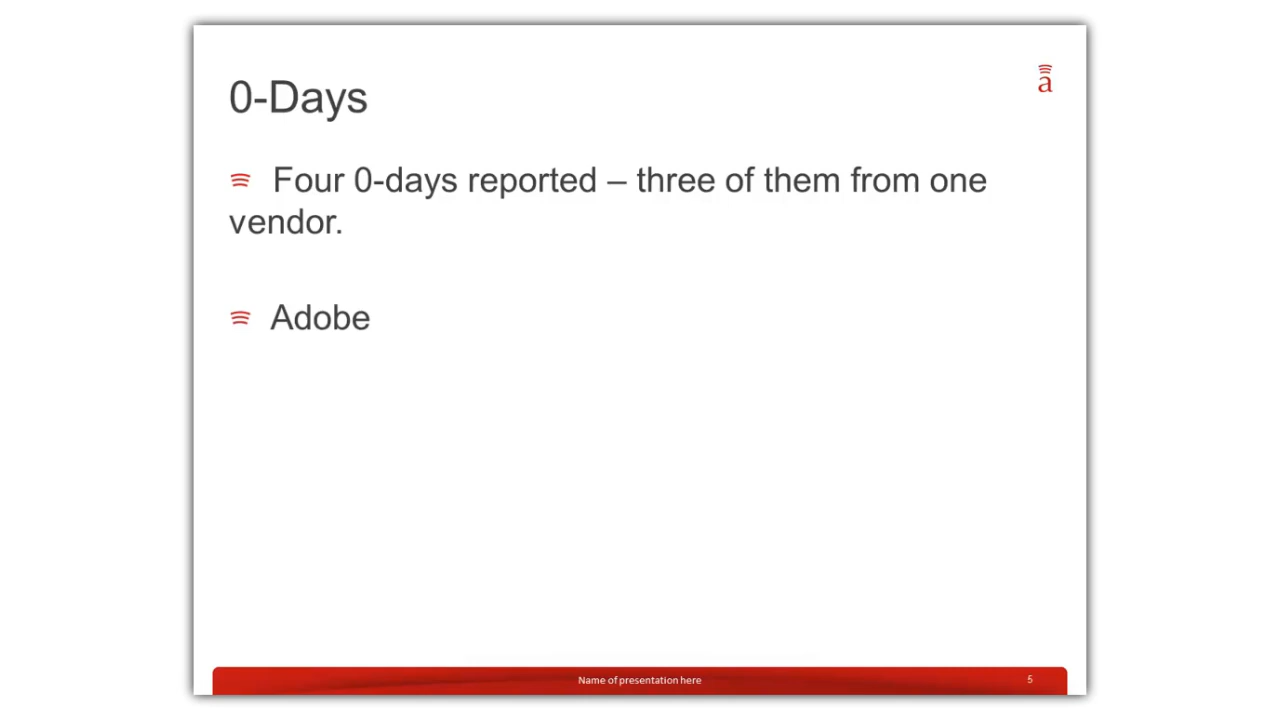 0-Days
a
Four 0-days reported – three of them from one
vendor.
Adobe
Name of presentation here
5